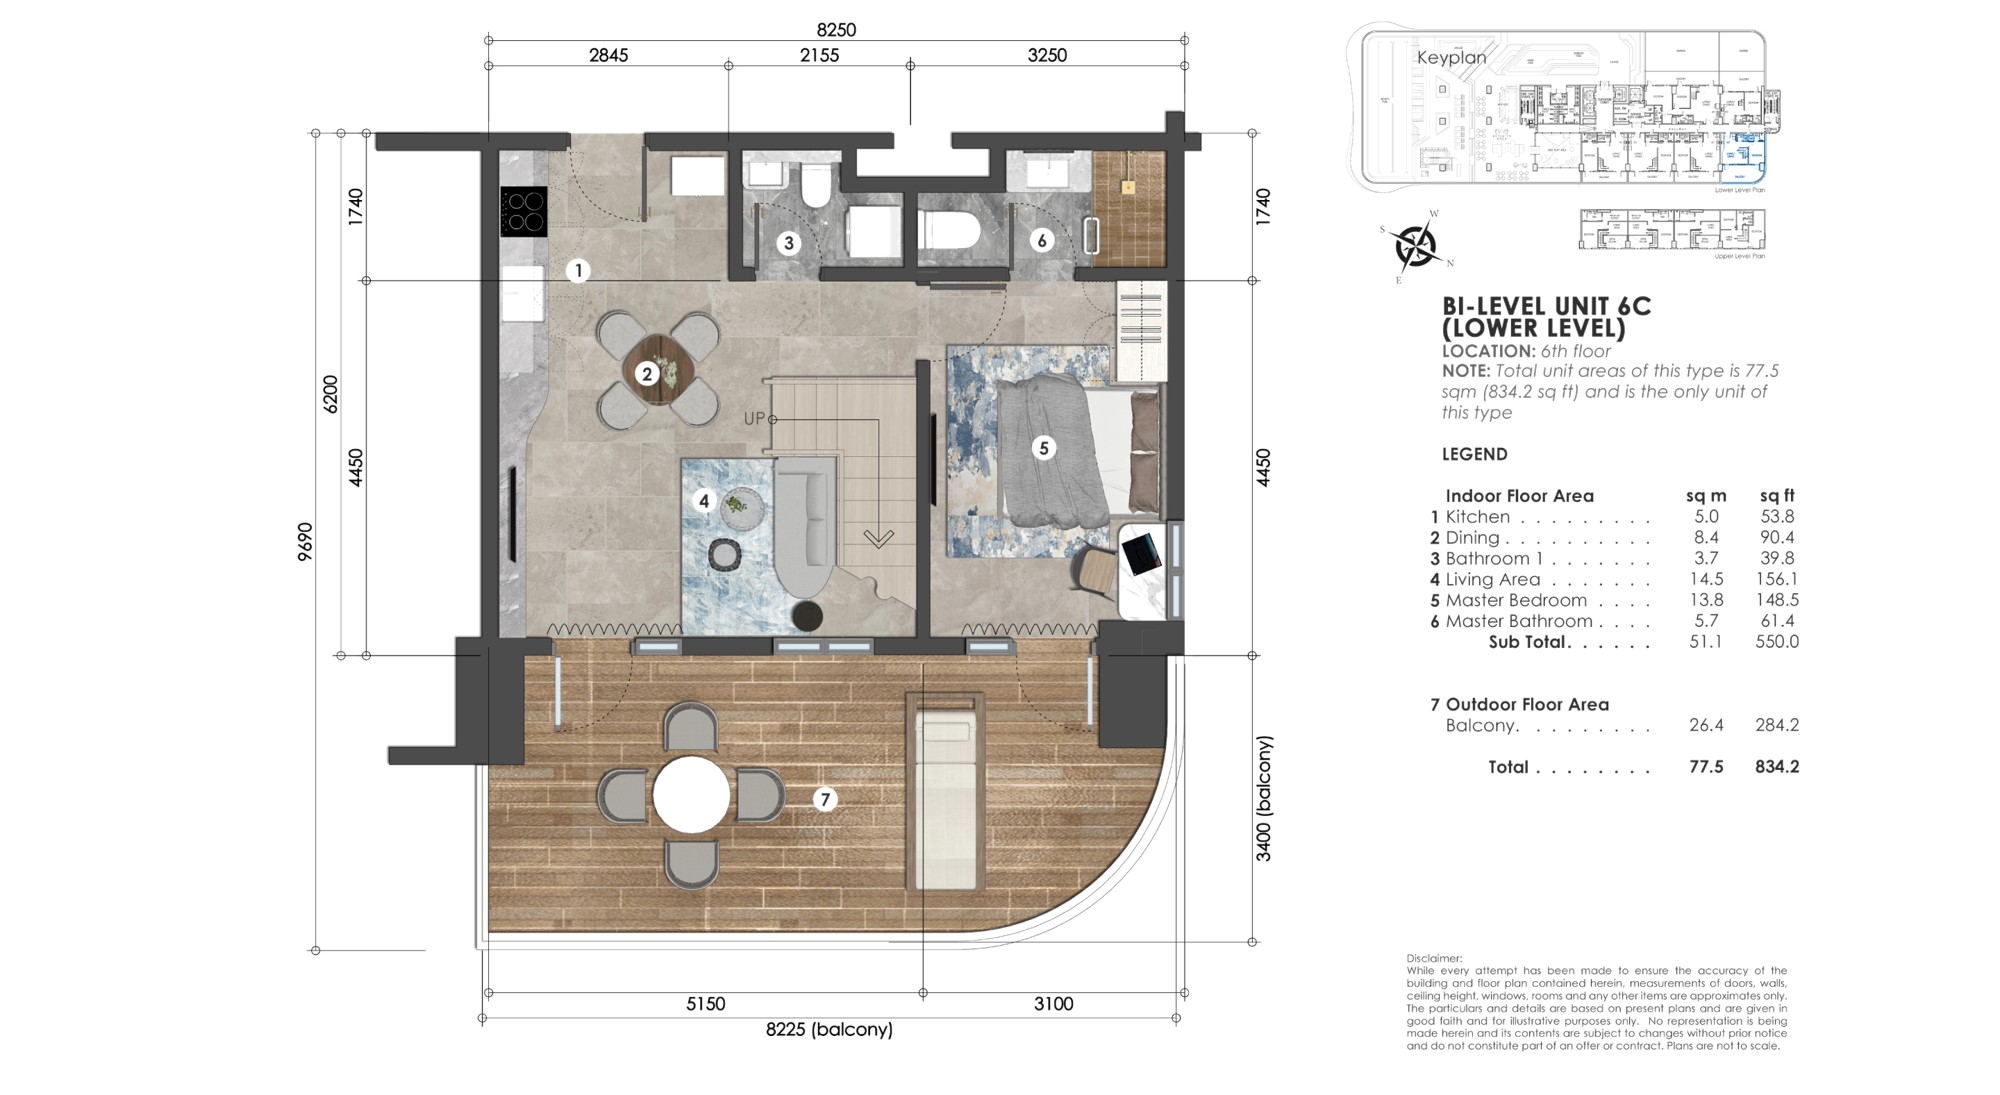 8250
2845
2155
3250
1740
1740
9690
6200
4450
4450
1
2
3
4
5
6
7
UP
3400 (balcony)
5150
3100
8225 (balcony)
Keyplan
Lower Level Plan
Upper Level Plan
W
S
N
E
BI-LEVEL UNIT 6C
(LOWER LEVEL)
LOCATION: 6th floor
NOTE: Total unit areas of this type is 77.5
sqm (834.2 sq ft) and is the only unit of
this type
LEGEND
Indoor Floor Area sq m sq ft
1 Kitchen . . . . . . . . . 5.0 53.8
2 Dining . . . . . . . . . . 8.4 90.4
3 Bathroom 1 . . . . . . . 3.7 39.8
4 Living Area . . . . . . . 14.5 156.1
5 Master Bedroom . . . . 13.8 148.5
6 Master Bathroom . . . . 5.7 61.4
Sub Total. . . . . . 51.1 550.0
7 Outdoor Floor Area
Balcony. . . . . . . . . 26.4 284.2
Total . . . . . . . . 77.5 834.2
Disclaimer:
While every attempt has been made to ensure the accuracy of the
building and floor plan contained herein, measurements of doors, walls,
ceiling height, windows, rooms and any other items are approximates only.
The particulars and details are based on present plans and are given in
good faith and for illustrative purposes only. No representation is being
made herein and its contents are subject to changes without prior notice
and do not constitute part of an offer or contract. Plans are not to scale.